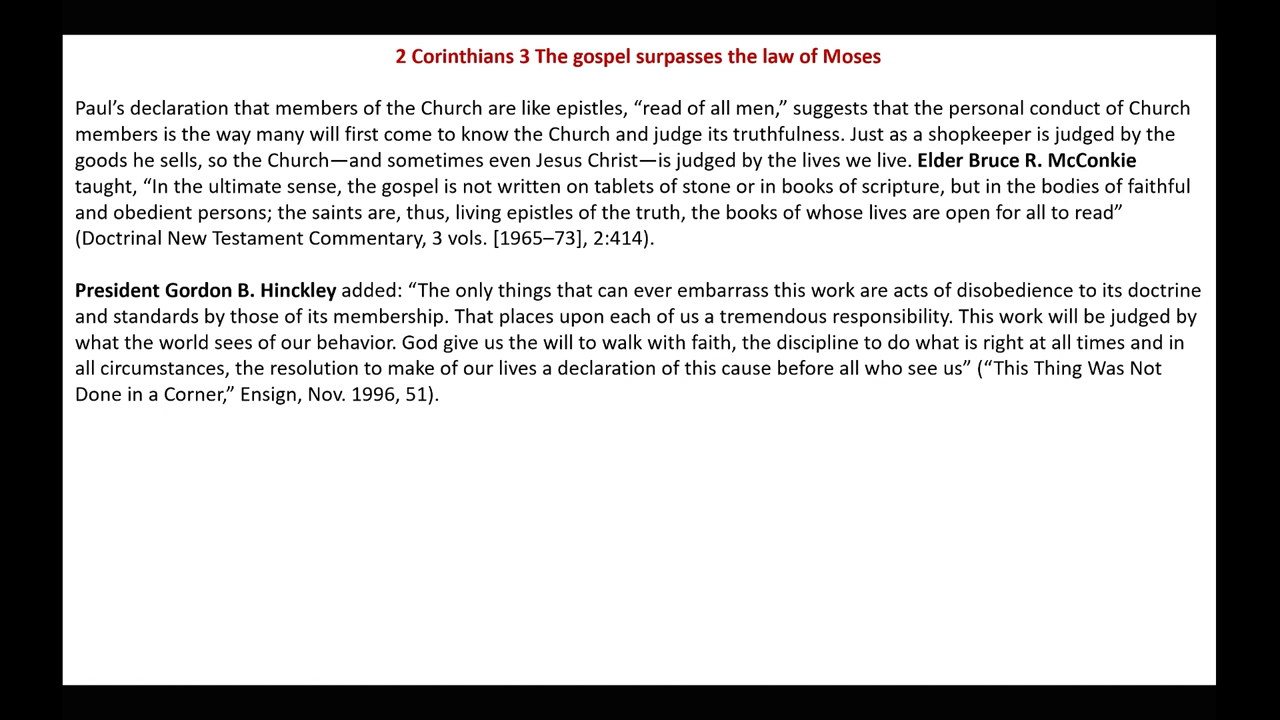 2 Corinthians 3 The gospel surpasses the law of Moses
Paul’s declaration that members of the Church are like epistles, “read of all men,” suggests that the personal conduct of Church
members is the way many will first come to know the Church and judge its truthfulness. Just as a shopkeeper is judged by the
goods he sells, so the Church—and sometimes even Jesus Christ—is judged by the lives we live. Elder Bruce R. McConkie
taught, “In the ultimate sense, the gospel is not written on tablets of stone or in books of scripture, but in the bodies of faithful
and obedient persons; the saints are, thus, living epistles of the truth, the books of whose lives are open for all to read”
(Doctrinal New Testament Commentary, 3 vols. [1965–73], 2:414).
President Gordon B. Hinckley added: “The only things that can ever embarrass this work are acts of disobedience to its doctrine
and standards by those of its membership. That places upon each of us a tremendous responsibility. This work will be judged by
what the world sees of our behavior. God give us the will to walk with faith, the discipline to do what is right at all times and in
all circumstances, the resolution to make of our lives a declaration of this cause before all who see us” (“This Thing Was Not
Done in a Corner,” Ensign, Nov. 1996, 51).